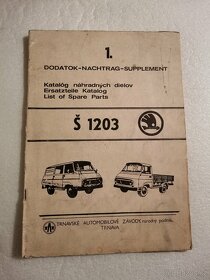 1.
DODATOK-NACHTRAG-SUPPLEMENT
Katalóg náhradných dielov
Ersatzteile Katalog
List of Spare Parts
Š 1203
TRNAVSKÉ AUTOMOBILOVÉ ZÁVODY, národný podnik,
TRNAVA